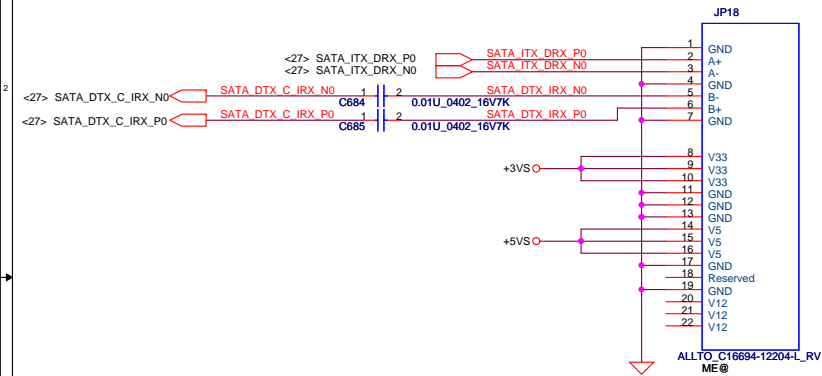 JP18
1 GND
<27> SATA_ITX_DRX_P0 SATA_ITX_DRX_P0 2 A+
<27> SATA_ITX_DRX_N0 SATA_ITX_DRX_N0 3 A-
4 GND
2
<27> SATA_DTX_C_IRX_N0 SATA_DTX_C_IRX_N0 1 2 SATA_DTX_IRX_N0 5 B-
C684 0.01U_0402_16V7K
6 B+
<27> SATA_DTX_C_IRX_P0 SATA_DTX_C_IRX_P0 1 2 SATA_DTX_IRX_P0 7 GND
C685 0.01U_0402_16V7K
8 V33
+3VS 9 V33
10 V33
11 GND
12 GND
13 GND
14 V5
+5VS 15 V5
16 V5
17 GND
18 Reserved
19 GND
20 V12
21 V12
22 V12
ALLTO_C16694-12204-L_RV
ME@